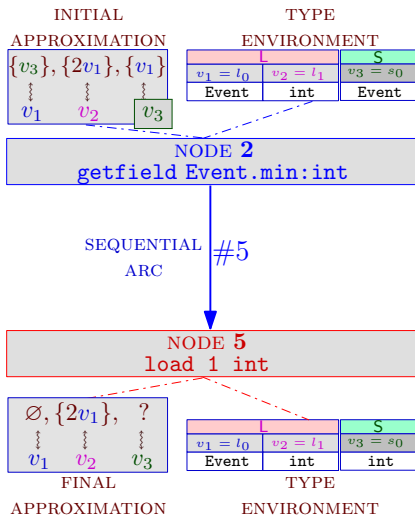 INITIAL APPROXIMATION
TYPE ENVIRONMENT
{v₃}, {2v₁}, {v₁}
v₁ v₂ v₃
L S
v₁ = l₀ v₂ = l₁ v₃ = s₀
Event int Event
NODE 2
getfield Event.min:int
SEQUENTIAL ARC
#5
NODE 5
load 1 int
∅, {2v₁}, ?
v₁ v₂ v₃
L S
v₁ = l₀ v₂ = l₁ v₃ = s₀
Event int int
FINAL APPROXIMATION
TYPE ENVIRONMENT